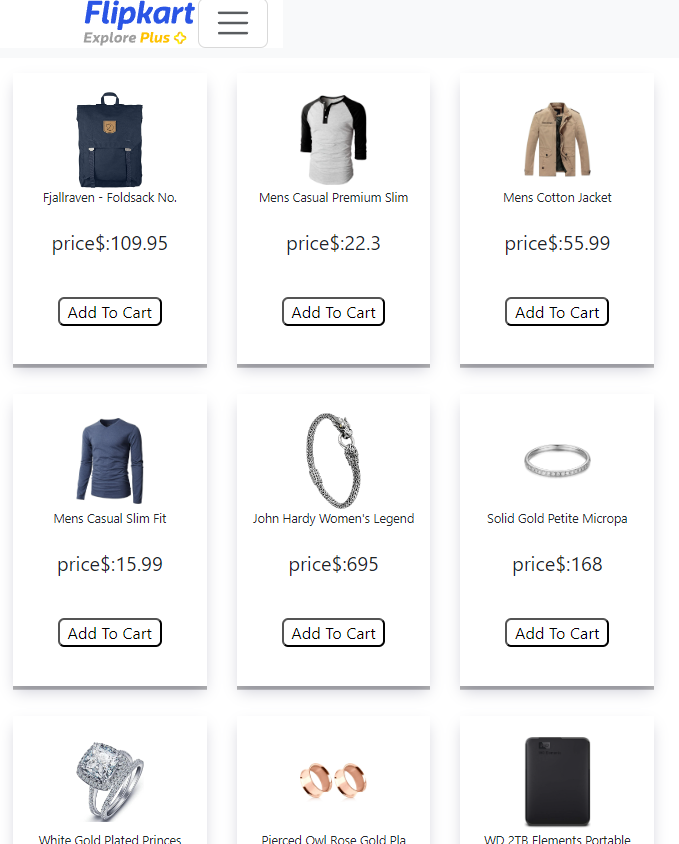 Flipkart
Explore Plus
Fjallraven - Foldsack No.
Mens Casual Premium Slim
Mens Cotton Jacket
price$:109.95
price$:22.3
price$:55.99
Add To Cart
Add To Cart
Add To Cart
Mens Casual Slim Fit
John Hardy Women's Legend
Solid Gold Petite Micropa
price$:15.99
price$:695
price$:168
Add To Cart
Add To Cart
Add To Cart
White Gold Plated Princes
Pierced Owl Rose Gold Pla
WD 2TB Elements Portable